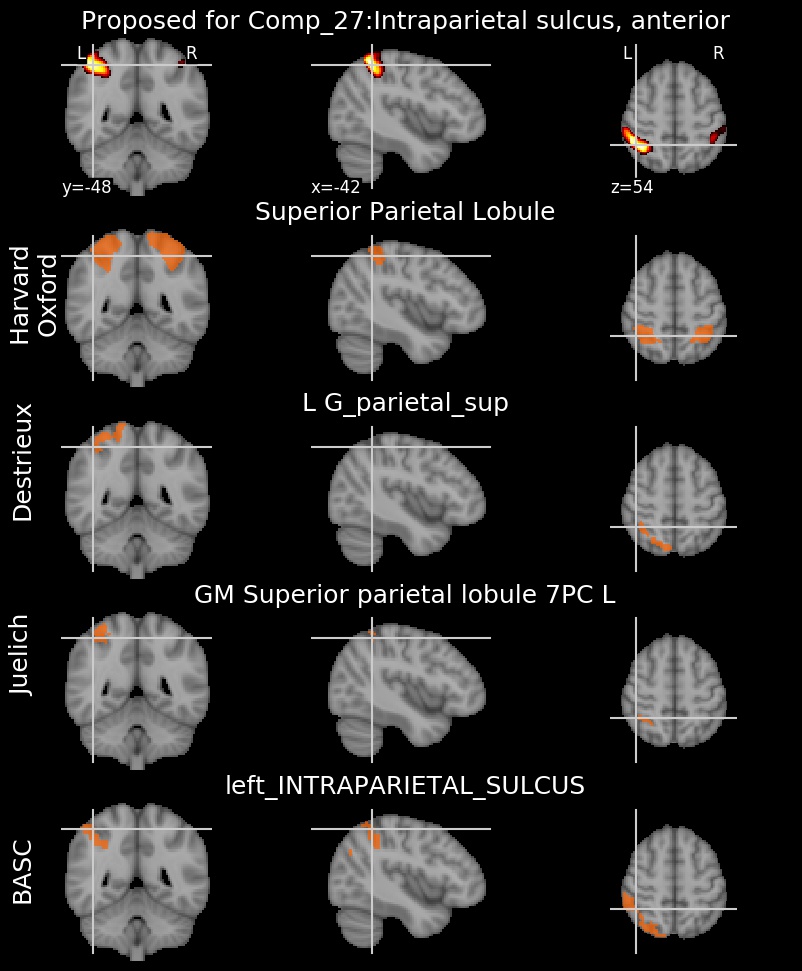 Proposed for Comp_27:Intraparietal sulcus, anterior
L R
L R
y=-48 x=-42 z=54
Superior Parietal Lobule
Harvard
Oxford
L G_parietal_sup
Destrieux
GM Superior parietal lobule 7PC L
Juelich
left_INTRAPARIETAL_SULCUS
BASC